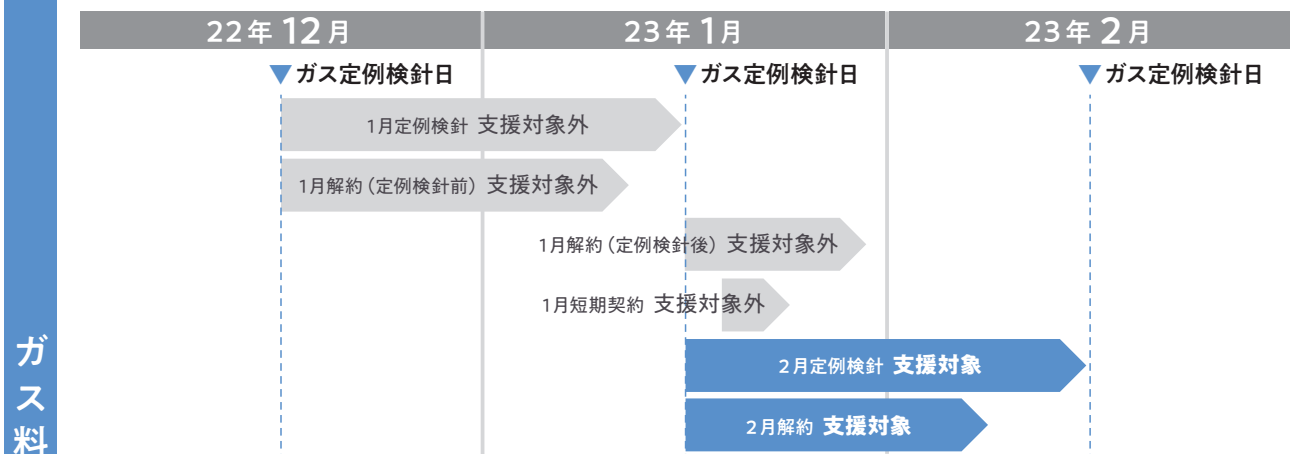 22年 12月
23年 1月
23年 2月
▼ガス定例検針日
▼ガス定例検針日
▼ガス定例検針日
1月定例検針 支援対象外
1月解約（定例検針前） 支援対象外
1月解約（定例検針後） 支援対象外
1月短期契約 支援対象外
2月定例検針 支援対象
2月解約 支援対象
ガス料